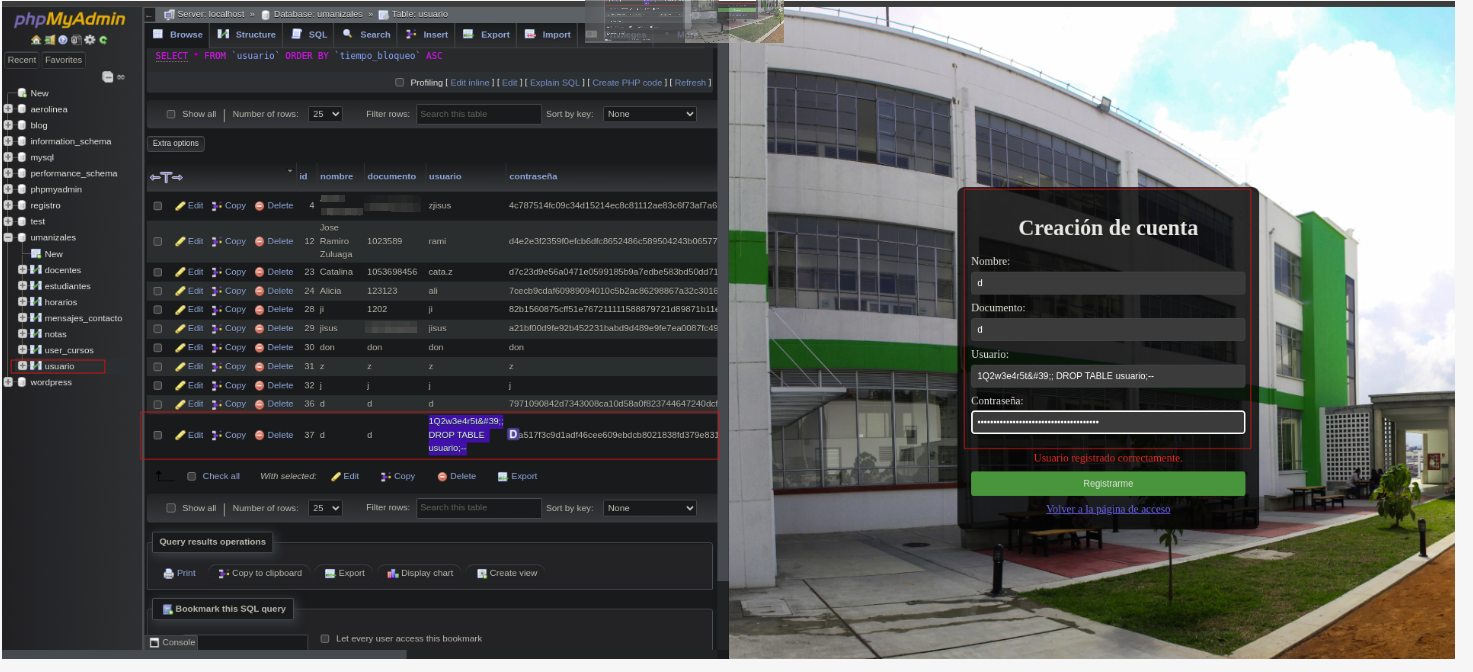 phpMyAdmin
Recent Favorites
New
aerolinea
blog
information_schema
mysql
performance_schema
phpmyadmin
registro
test
umanizales
New
docentes
estudiantes
horarios
mensajes_contacto
notas
user_cursos
usuario
wordpress
Server: localhost » Database: umanizales » Table: usuario
Browse Structure SQL Search Insert Export Import
SELECT * FROM `usuario` ORDER BY `tiempo_bloqueo` ASC
Profiling [ Edit inline ] [ Edit ] [ Explain SQL ] [ Create PHP code ] [ Refresh ]
Show all | Number of rows: 25 Filter rows: Search this table Sort by key: None
Extra options
id nombre documento usuario contraseña
Edit Copy Delete 4 zjisus
Edit Copy Delete 12 Jose Ramiro Zuluaga 1023589 rami
Edit Copy Delete 23 Catalina 1053698456 cata.z
Edit Copy Delete 24 Alicia 123123 ali
Edit Copy Delete 28 ji 1202 ji
Edit Copy Delete 29 jisus jisus
Edit Copy Delete 30 don don don don
Edit Copy Delete 31 z z z z
Edit Copy Delete 32 j j j j
Edit Copy Delete 36 d d d
Edit Copy Delete 37 d d 1Q2w3e4r5t&#39;; DROP TABLE usuario;--
Check all With selected: Edit Copy Delete Export
Show all | Number of rows: 25 Filter rows: Search this table Sort by key: None
Query results operations
Print Copy to clipboard Export Display chart Create view
Bookmark this SQL query
Console
Let every user access this bookmark
Creación de cuenta
Nombre:
d
Documento:
d
Usuario:
1Q2w3e4r5t&#39;; DROP TABLE usuario;--
Contraseña:
Usuario registrado correctamente.
Registrarme
Volver a la página de acceso